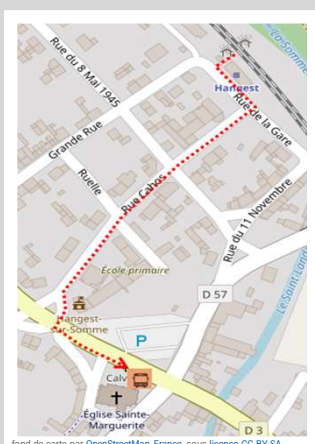 La-Somme
Hangest
Rue du 8 Mai 1945
Rue de la Gare
Grande Rue
Ruelle
Rue Cahos
Rue du 11 Novembre
École primaire
D 57
Hangest-
sur-Somme
P
Calv
Église Sainte-
Marguerite
D 3
fond de carte par OpenStreetMap-France, sous licence CC BY-SA